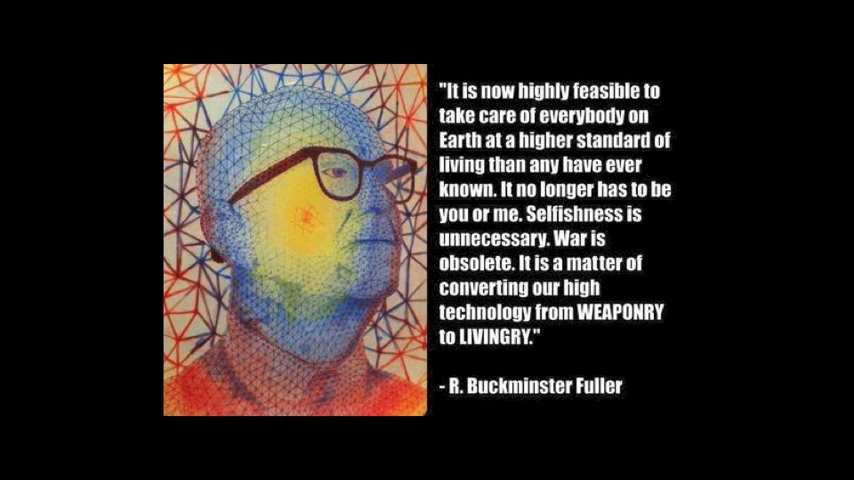 "It is now highly feasible to
take care of everybody on
Earth at a higher standard of
living than any have ever
known. It no longer has to be
you or me. Selfishness is
unnecessary. War is
obsolete. It is a matter of
converting our high
technology from WEAPONRY
to LIVINGRY."
- R. Buckminster Fuller